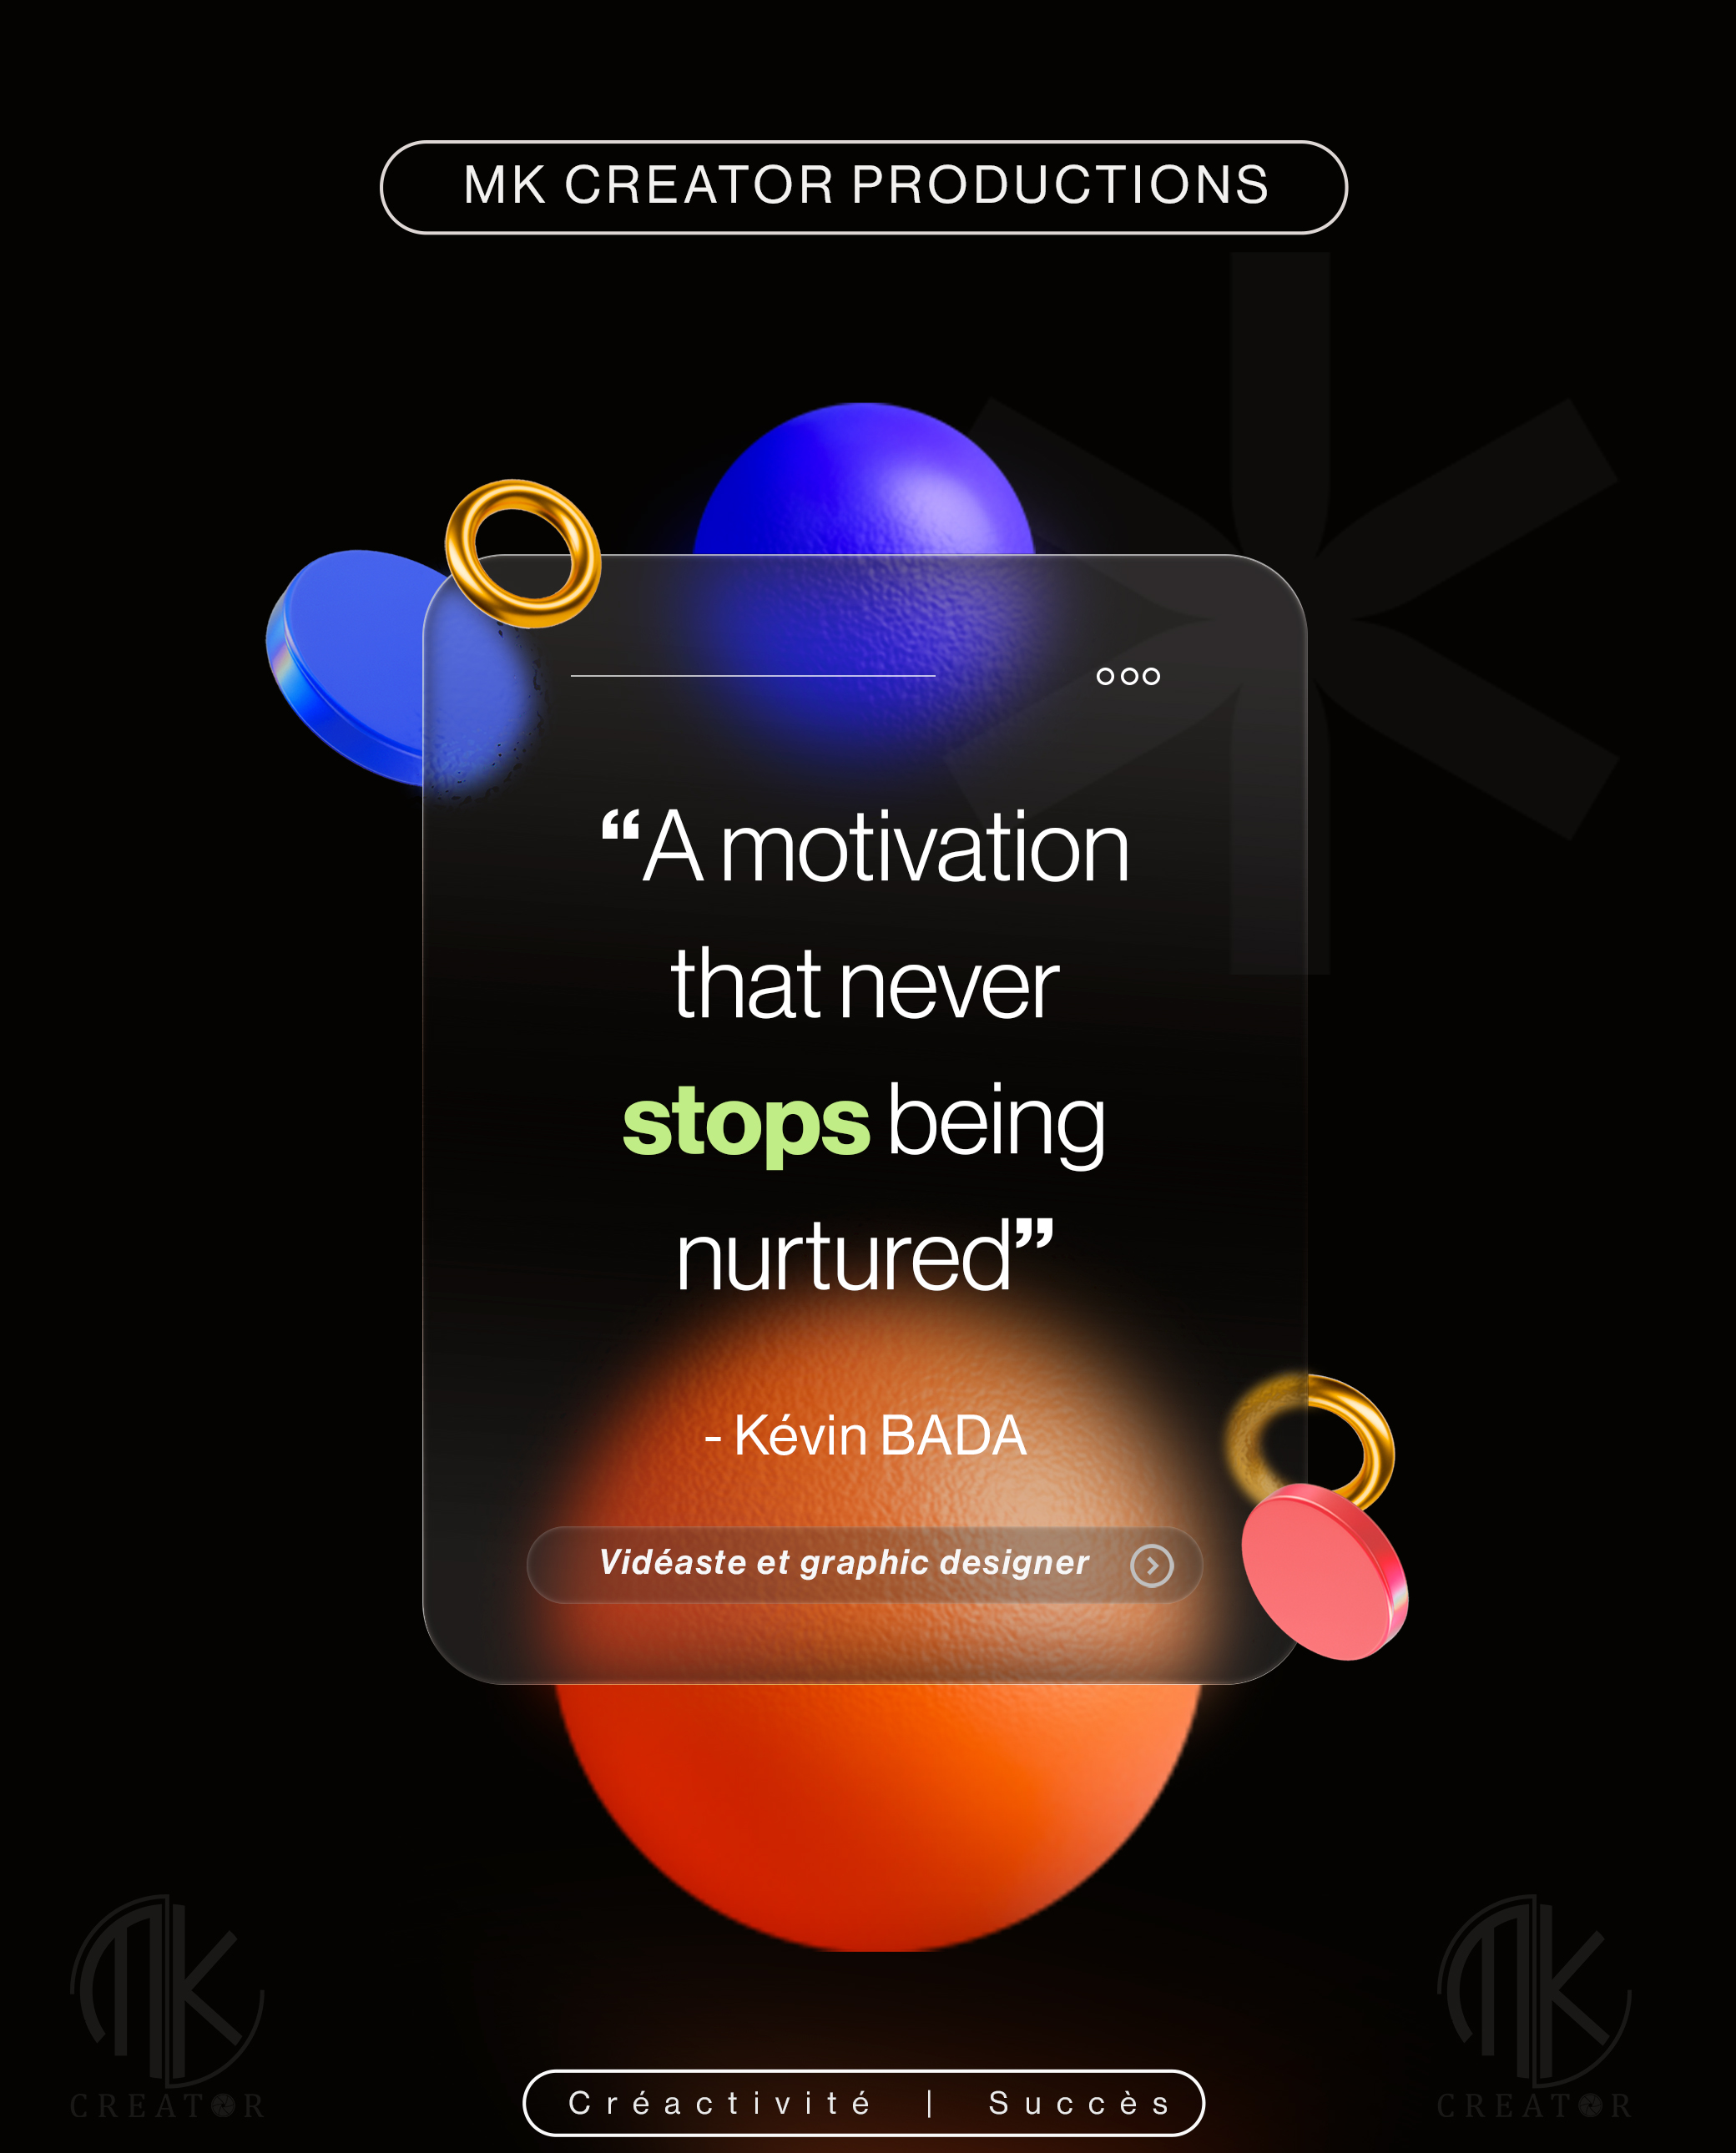 MK CREATOR PRODUCTIONS
“A motivation
that never
stops being
nurtured”
- Kévin BADA
Vidéaste et graphic designer
MK
CREATOR
MK
CREATOR
Créactivité | Succès